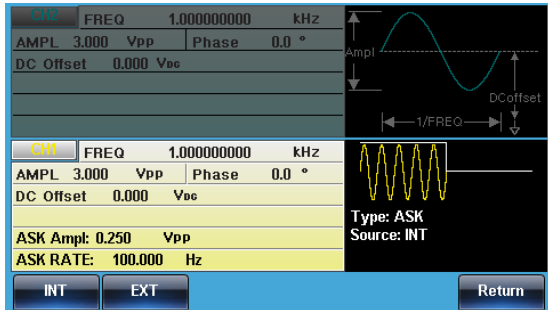 CH2 FREQ 1.000000000 kHz
AMPL 3.000 Vpp Phase 0.0 °
DC Offset 0.000 VDC
Ampl
DCoffset
1/FREQ
CH1 FREQ 1.000000000 kHz
AMPL 3.000 Vpp Phase 0.0 °
DC Offset 0.000 VDC
ASK Ampl: 0.250 Vpp
ASK RATE: 100.000 Hz
Type: ASK
Source: INT
INT EXT Return